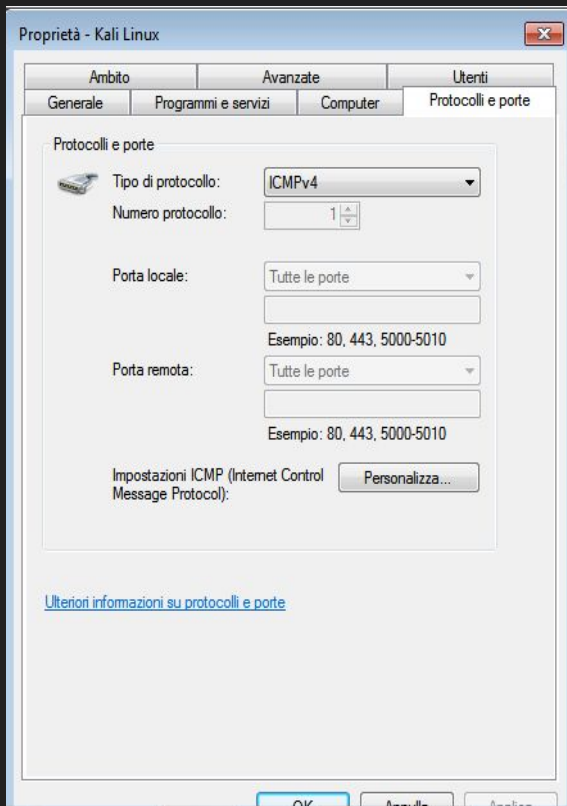 Proprietà - Kali Linux
Ambito Avanzate Utenti
Generale Programmi e servizi Computer Protocolli e porte
Protocolli e porte
Tipo di protocollo: ICMPv4
Numero protocollo: 1
Porta locale: Tutte le porte
Esempio: 80, 443, 5000-5010
Porta remota: Tutte le porte
Esempio: 80, 443, 5000-5010
Impostazioni ICMP (Internet Control
Message Protocol): Personalizza...
Ulteriori informazioni su protocolli e porte
OK Annulla Applica